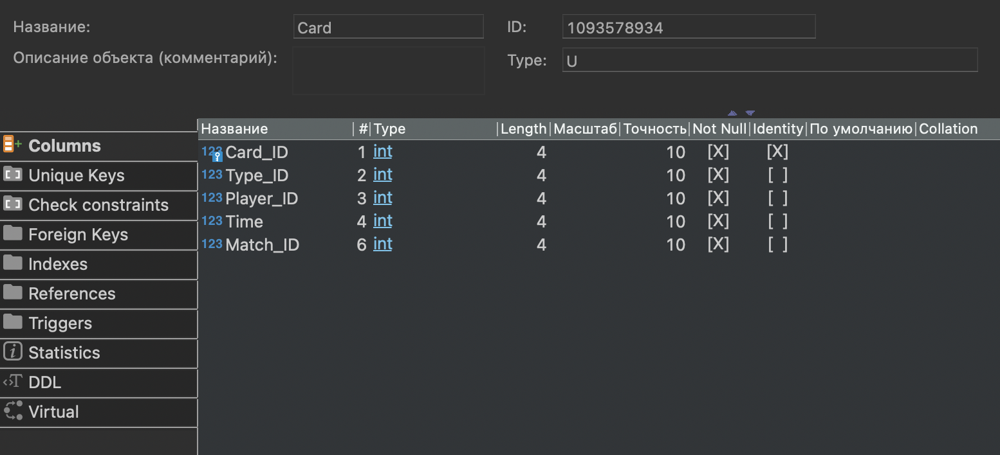 Название: Card ID: 1093578934
Описание объекта (комментарий): Type: U
Название # Type Length Масштаб Точность Not Null Identity По умолчанию Collation
Columns
Unique Keys
Check constraints
Foreign Keys
Indexes
References
Triggers
Statistics
DDL
Virtual
123 Card_ID 1 int 4 10 [X] [X]
123 Type_ID 2 int 4 10 [X] [ ]
123 Player_ID 3 int 4 10 [X] [ ]
123 Time 4 int 4 10 [X] [ ]
123 Match_ID 6 int 4 10 [X] [ ]